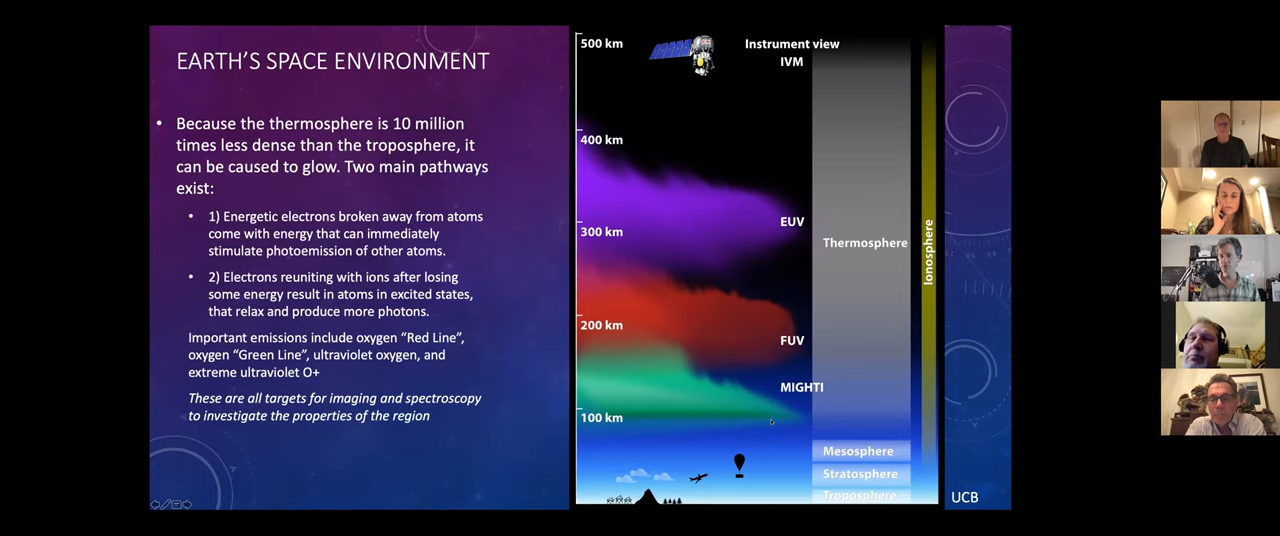 EARTH'S SPACE ENVIRONMENT
• Because the thermosphere is 10 million
times less dense than the troposphere, it
can be caused to glow. Two main pathways
exist:
• 1) Energetic electrons broken away from atoms
come with energy that can immediately
stimulate photoemission of other atoms.
• 2) Electrons reuniting with ions after losing
some energy result in atoms in excited states,
that relax and produce more photons.
Important emissions include oxygen “Red Line”,
oxygen “Green Line”, ultraviolet oxygen, and
extreme ultraviolet O+
These are all targets for imaging and spectroscopy
to investigate the properties of the region
500 km
Instrument view
IVM
400 km
EUV
300 km
Thermosphere
Ionosphere
200 km
FUV
MIGHTI
100 km
Mesosphere
Stratosphere
Troposphere
UCB